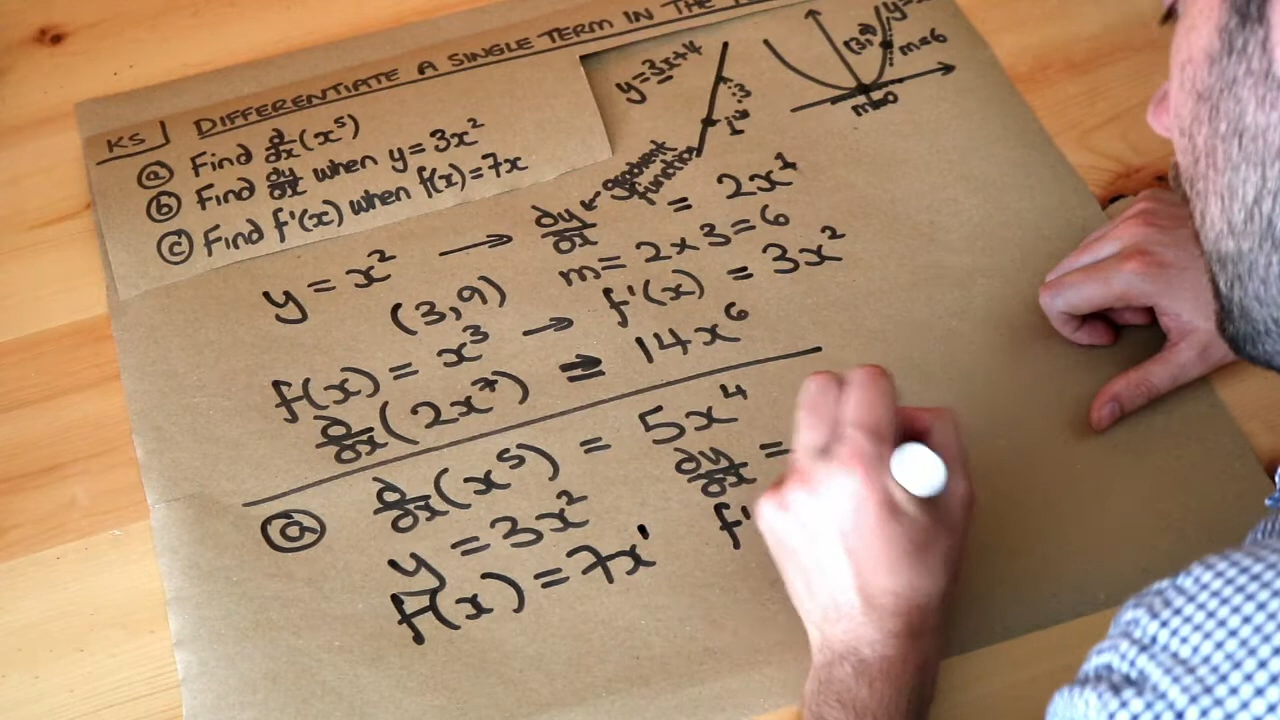 DIFFERENTIATE A SINGLE TERM IN THE
KS
ⓐ Find d/dx (x⁵)
ⓑ Find dy/dx when y = 3x²
ⓒ Find f'(x) when f(x) = 7x
y = 3x + 4
3
1
(3,9)
m = 6
m = 0
y = x² → dy/dx ← gradient function = 2x¹
(3,9) m = 2 × 3 = 6
f(x) = x³ → f'(x) = 3x²
d/dx (2x⁷) = 14x⁶
ⓐ d/dx (x⁵) = 5x⁴
y = 3x² dy/dx =
f(x) = 7x¹ f'